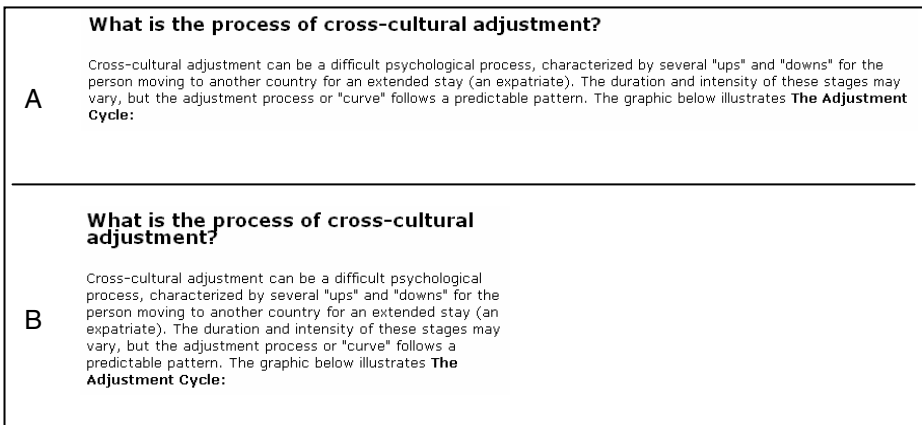 What is the process of cross-cultural adjustment?
Cross-cultural adjustment can be a difficult psychological process, characterized by several "ups" and "downs" for the
person moving to another country for an extended stay (an expatriate). The duration and intensity of these stages may
A
vary, but the adjustment process or "curve" follows a predictable pattern. The graphic below illustrates The Adjustment
Cycle:
What is the process of cross-cultural
adjustment?
Cross-cultural adjustment can be a difficult psychological
process, characterized by several "ups" and "downs" for the
person moving to another country for an extended stay (an
B
expatriate). The duration and intensity of these stages may
vary, but the adjustment process or "curve" follows a
predictable pattern. The graphic below illustrates The
Adjustment Cycle: